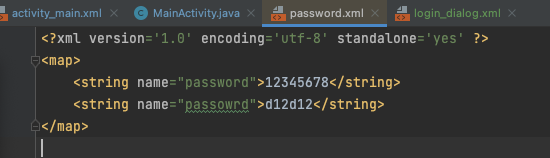 activity_main.xml MainActivity.java password.xml login_dialog.xml
<?xml version='1.0' encoding='utf-8' standalone='yes' ?>
<map>
<string name="password">12345678</string>
<string name="passowrd">d12d12</string>
</map>